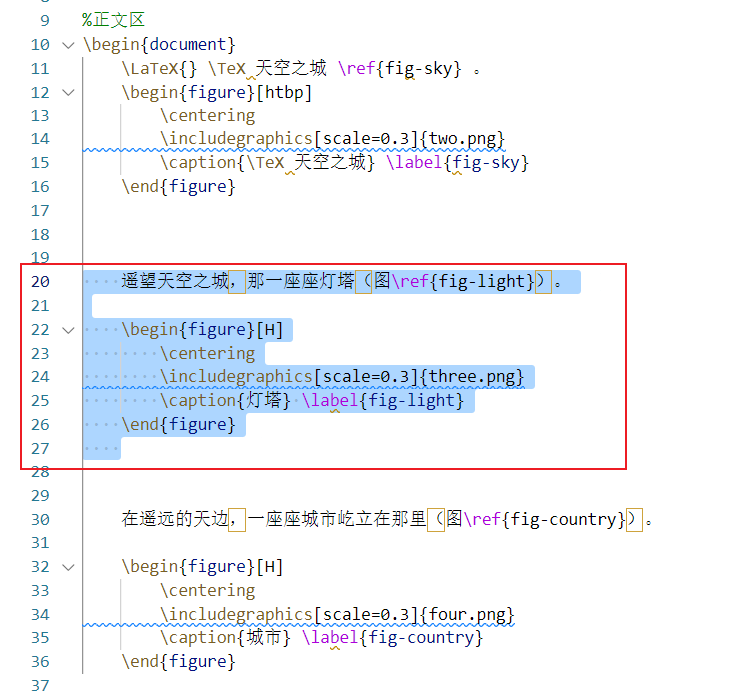 9 %正文区
10 \begin{document}
11 \LaTeX{} \TeX 天空之城 \ref{fig-sky} 。
12 \begin{figure}[htbp]
13 \centering
14 \includegraphics[scale=0.3]{two.png}
15 \caption{\TeX 天空之城} \label{fig-sky}
16 \end{figure}
17
18
19
20 遥望天空之城，那一座座灯塔（图\ref{fig-light}）。
21
22 \begin{figure}[H]
23 \centering
24 \includegraphics[scale=0.3]{three.png}
25 \caption{灯塔} \label{fig-light}
26 \end{figure}
27
28
29
30 在遥远的天边，一座座城市屹立在那里（图\ref{fig-country}）。
31
32 \begin{figure}[H]
33 \centering
34 \includegraphics[scale=0.3]{four.png}
35 \caption{城市} \label{fig-country}
36 \end{figure}
37